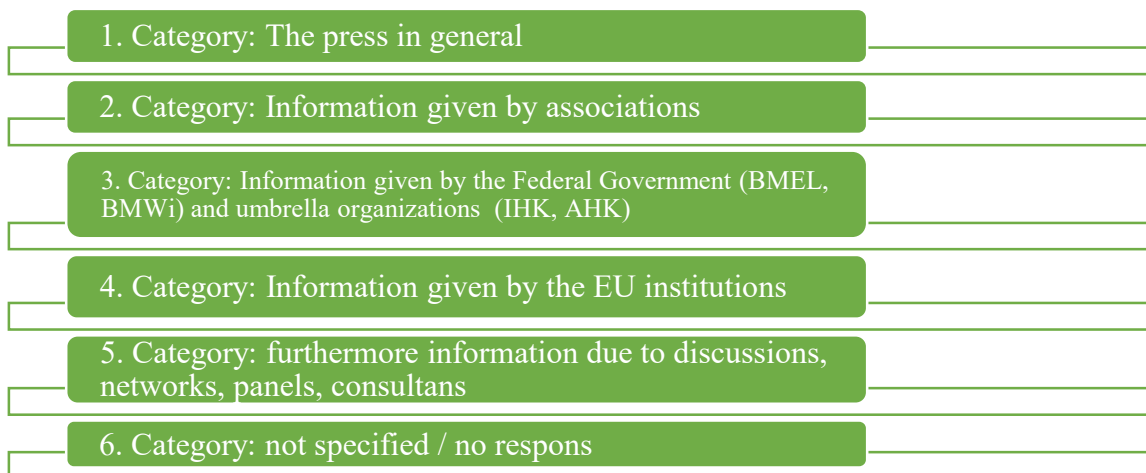 1. Category: The press in general
2. Category: Information given by associations
3. Category: Information given by the Federal Government (BMEL,
BMWi) and umbrella organizations (IHK, AHK)
4. Category: Information given by the EU institutions
5. Category: furthermore information due to discussions,
networks, panels, consultans
6. Category: not specified / no respons